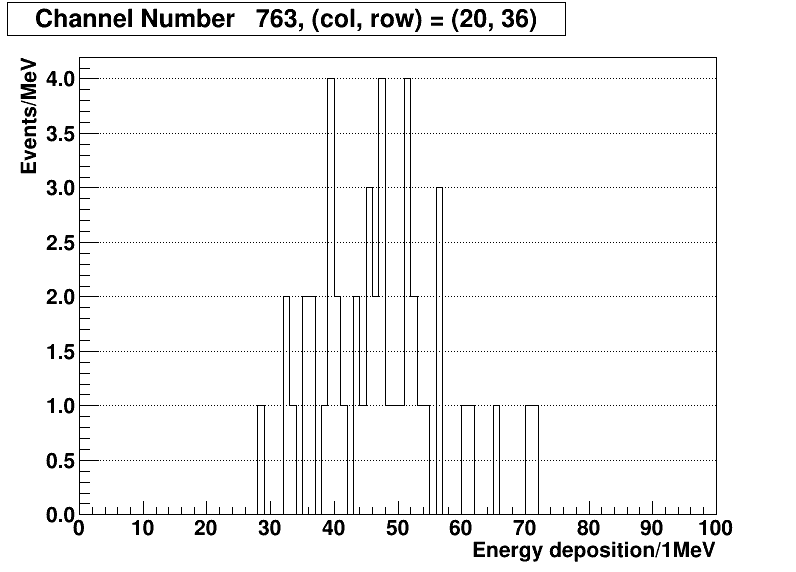 Channel Number 763, (col, row) = (20, 36)
Events/MeV
4.0
3.5
3.0
2.5
2.0
1.5
1.0
0.5
0.0
0 10 20 30 40 50 60 70 80 90 100
Energy deposition/1MeV